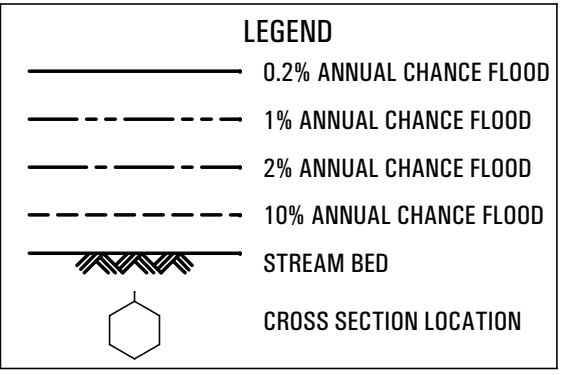 LEGEND
0.2% ANNUAL CHANCE FLOOD
1% ANNUAL CHANCE FLOOD
2% ANNUAL CHANCE FLOOD
10% ANNUAL CHANCE FLOOD
STREAM BED
CROSS SECTION LOCATION